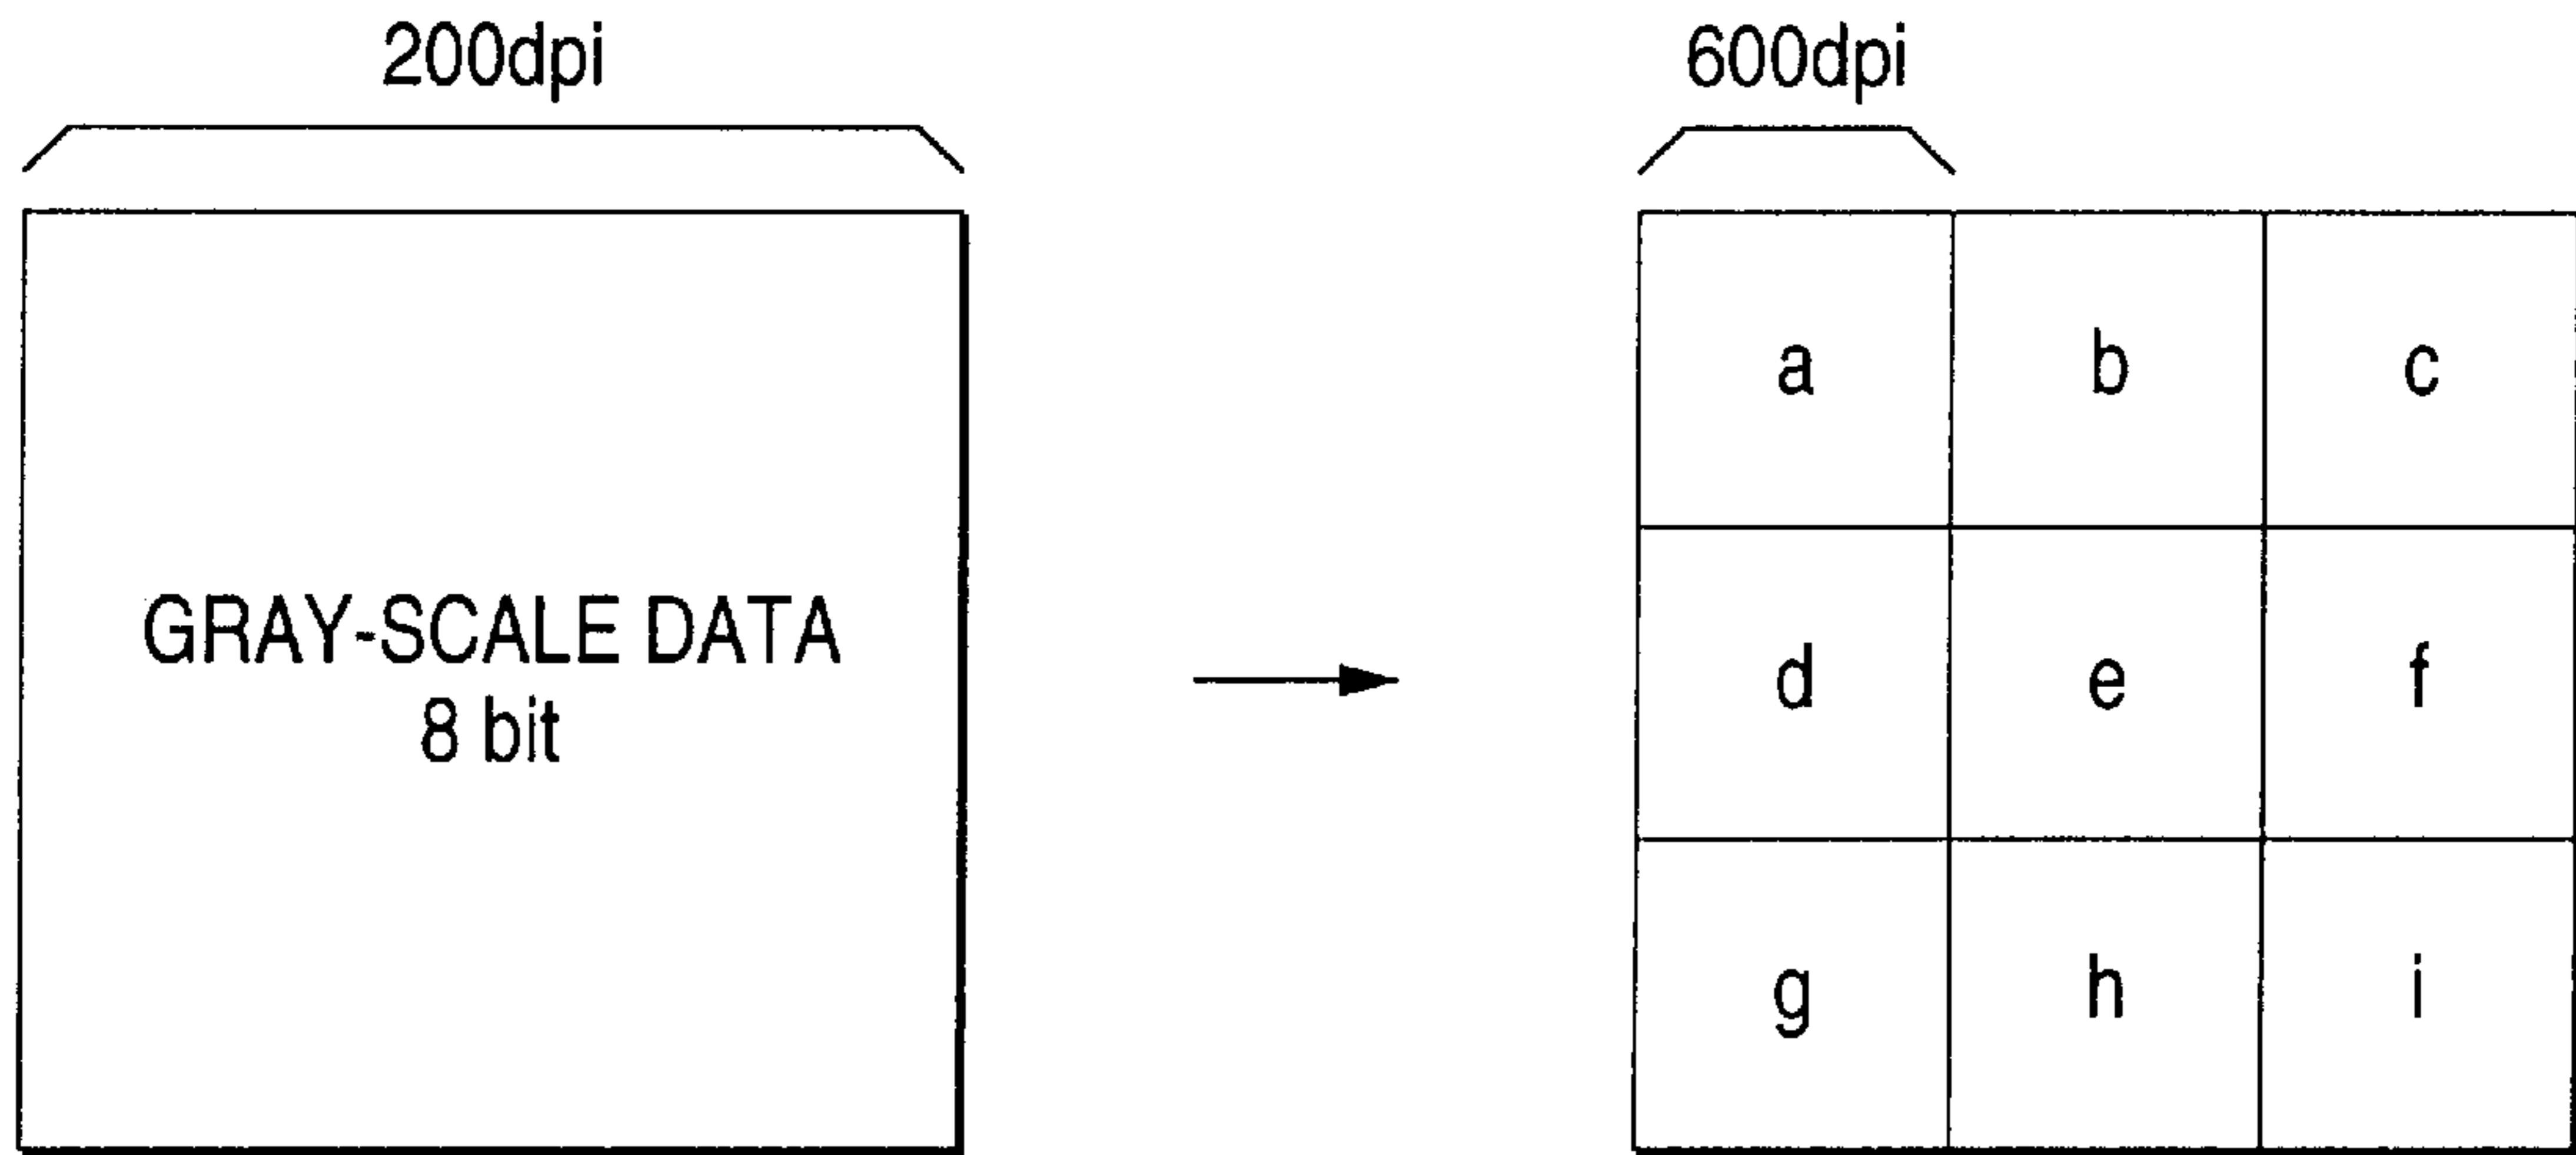 200dpi
600dpi
GRAY-SCALE DATA
8 bit
a b c
d e f
g h i